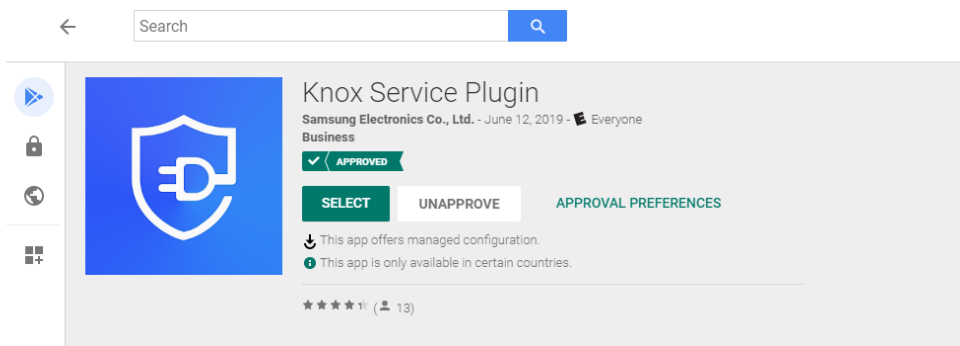 Search
Knox Service Plugin
Samsung Electronics Co., Ltd. - June 12, 2019 - E Everyone
Business
APPROVED
SELECT UNAPPROVE APPROVAL PREFERENCES
This app offers managed configuration.
This app is only available in certain countries.
( 13)